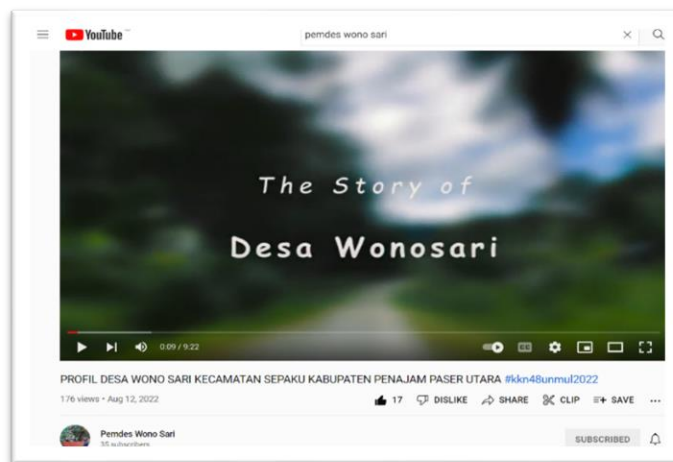 YouTube
pemdes wono sari
The Story of
Desa Wonosari
0:09 / 9:22
PROFIL DESA WONO SARI KECAMATAN SEPAKU KABUPATEN PENAJAM PASER UTARA #kkn48unmul2022
176 views • Aug 12, 2022
17 DISLIKE SHARE CLIP SAVE ...
Pemdes Wono Sari
35 subscribers
SUBSCRIBED